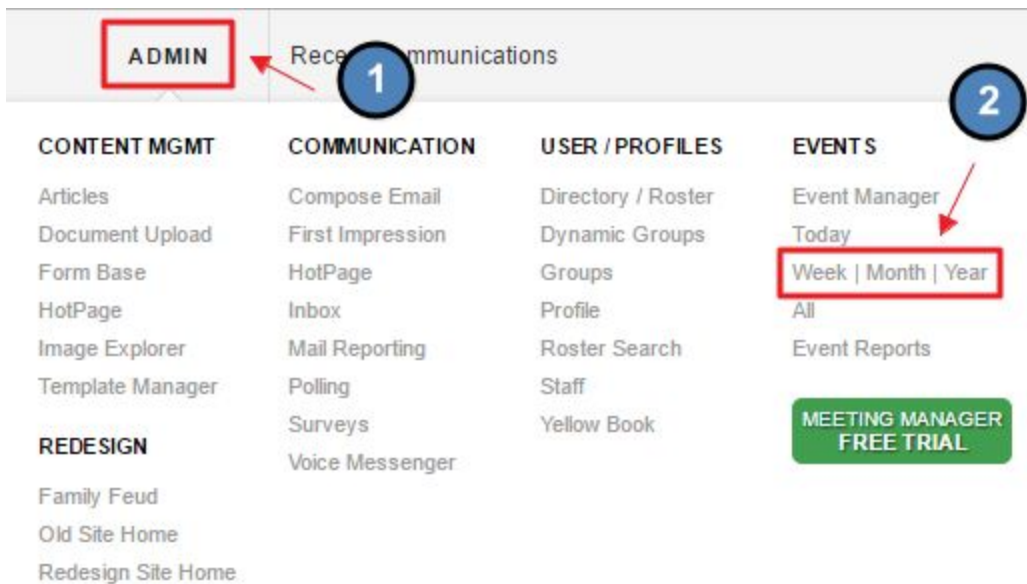 ADMIN
1
2
CONTENT MGMT
Articles
Document Upload
Form Base
HotPage
Image Explorer
Template Manager
REDESIGN
Family Feud
Old Site Home
Redesign Site Home
COMMUNICATION
Compose Email
First Impression
HotPage
Inbox
Mail Reporting
Polling
Surveys
Voice Messenger
USER / PROFILES
Directory / Roster
Dynamic Groups
Groups
Profile
Roster Search
Staff
Yellow Book
EVENTS
Event Manager
Today
Week | Month | Year
All
Event Reports
MEETING MANAGER
FREE TRIAL